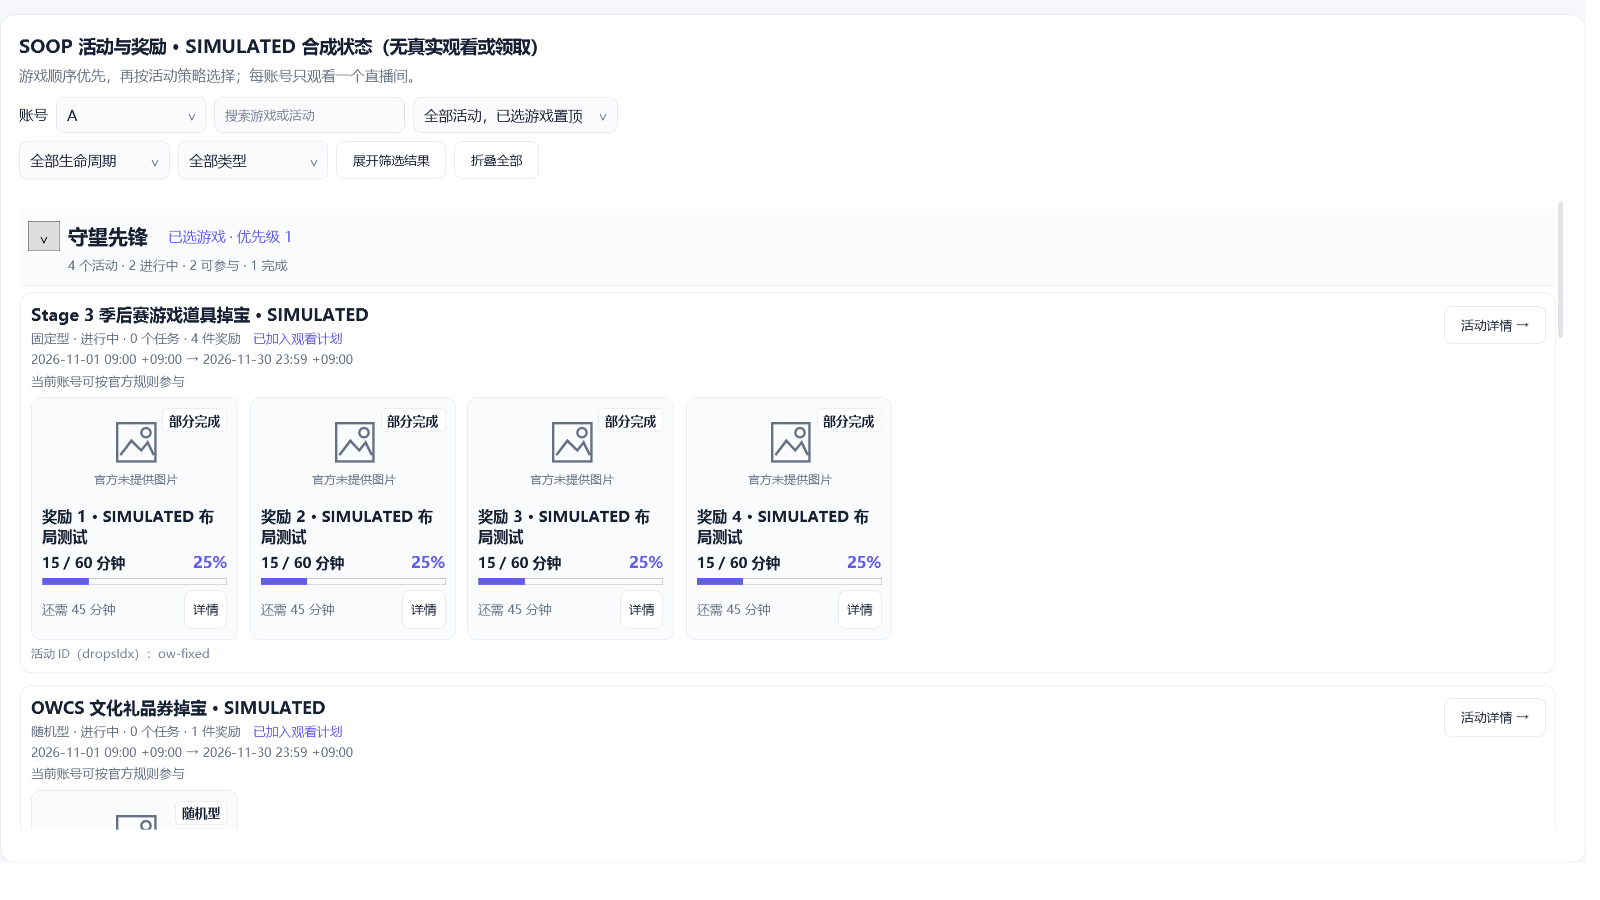 SOOP 活动与奖励 • SIMULATED 合成状态（无真实观看或领取）
游戏顺序优先，再按活动策略选择；每账号只观看一个直播间。
账号 A 搜索游戏或活动 全部活动，已选游戏置顶
全部生命周期 全部类型 展开筛选结果 折叠全部
守望先锋 已选游戏 · 优先级 1
4 个活动 · 2 进行中 · 2 可参与 · 1 完成
Stage 3 季后赛游戏道具掉宝 • SIMULATED 活动详情 →
固定型 · 进行中 · 0 个任务 · 4 件奖励 已加入观看计划
2026-11-01 09:00 +09:00 → 2026-11-30 23:59 +09:00
当前账号可按官方规则参与
部分完成
官方未提供图片
奖励 1 • SIMULATED 布
局测试
15 / 60 分钟 25%
还需 45 分钟 详情
部分完成
官方未提供图片
奖励 2 • SIMULATED 布
局测试
15 / 60 分钟 25%
还需 45 分钟 详情
部分完成
官方未提供图片
奖励 3 • SIMULATED 布
局测试
15 / 60 分钟 25%
还需 45 分钟 详情
部分完成
官方未提供图片
奖励 4 • SIMULATED 布
局测试
15 / 60 分钟 25%
还需 45 分钟 详情
活动 ID（dropsIdx）：ow-fixed
OWCS 文化礼品券掉宝 • SIMULATED 活动详情 →
随机型 · 进行中 · 0 个任务 · 1 件奖励 已加入观看计划
2026-11-01 09:00 +09:00 → 2026-11-30 23:59 +09:00
当前账号可按官方规则参与
随机型